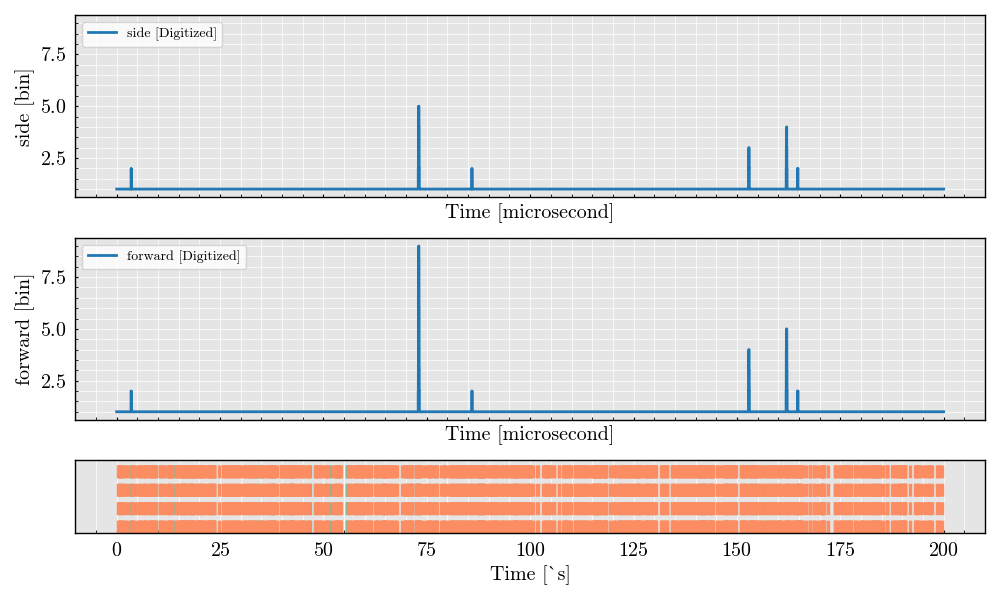 side [Digitized]
7.5
5.0
2.5
side [bin]
Time [microsecond]
forward [Digitized]
7.5
5.0
2.5
forward [bin]
Time [microsecond]
0 25 50 75 100 125 150 175 200
Time [`s]